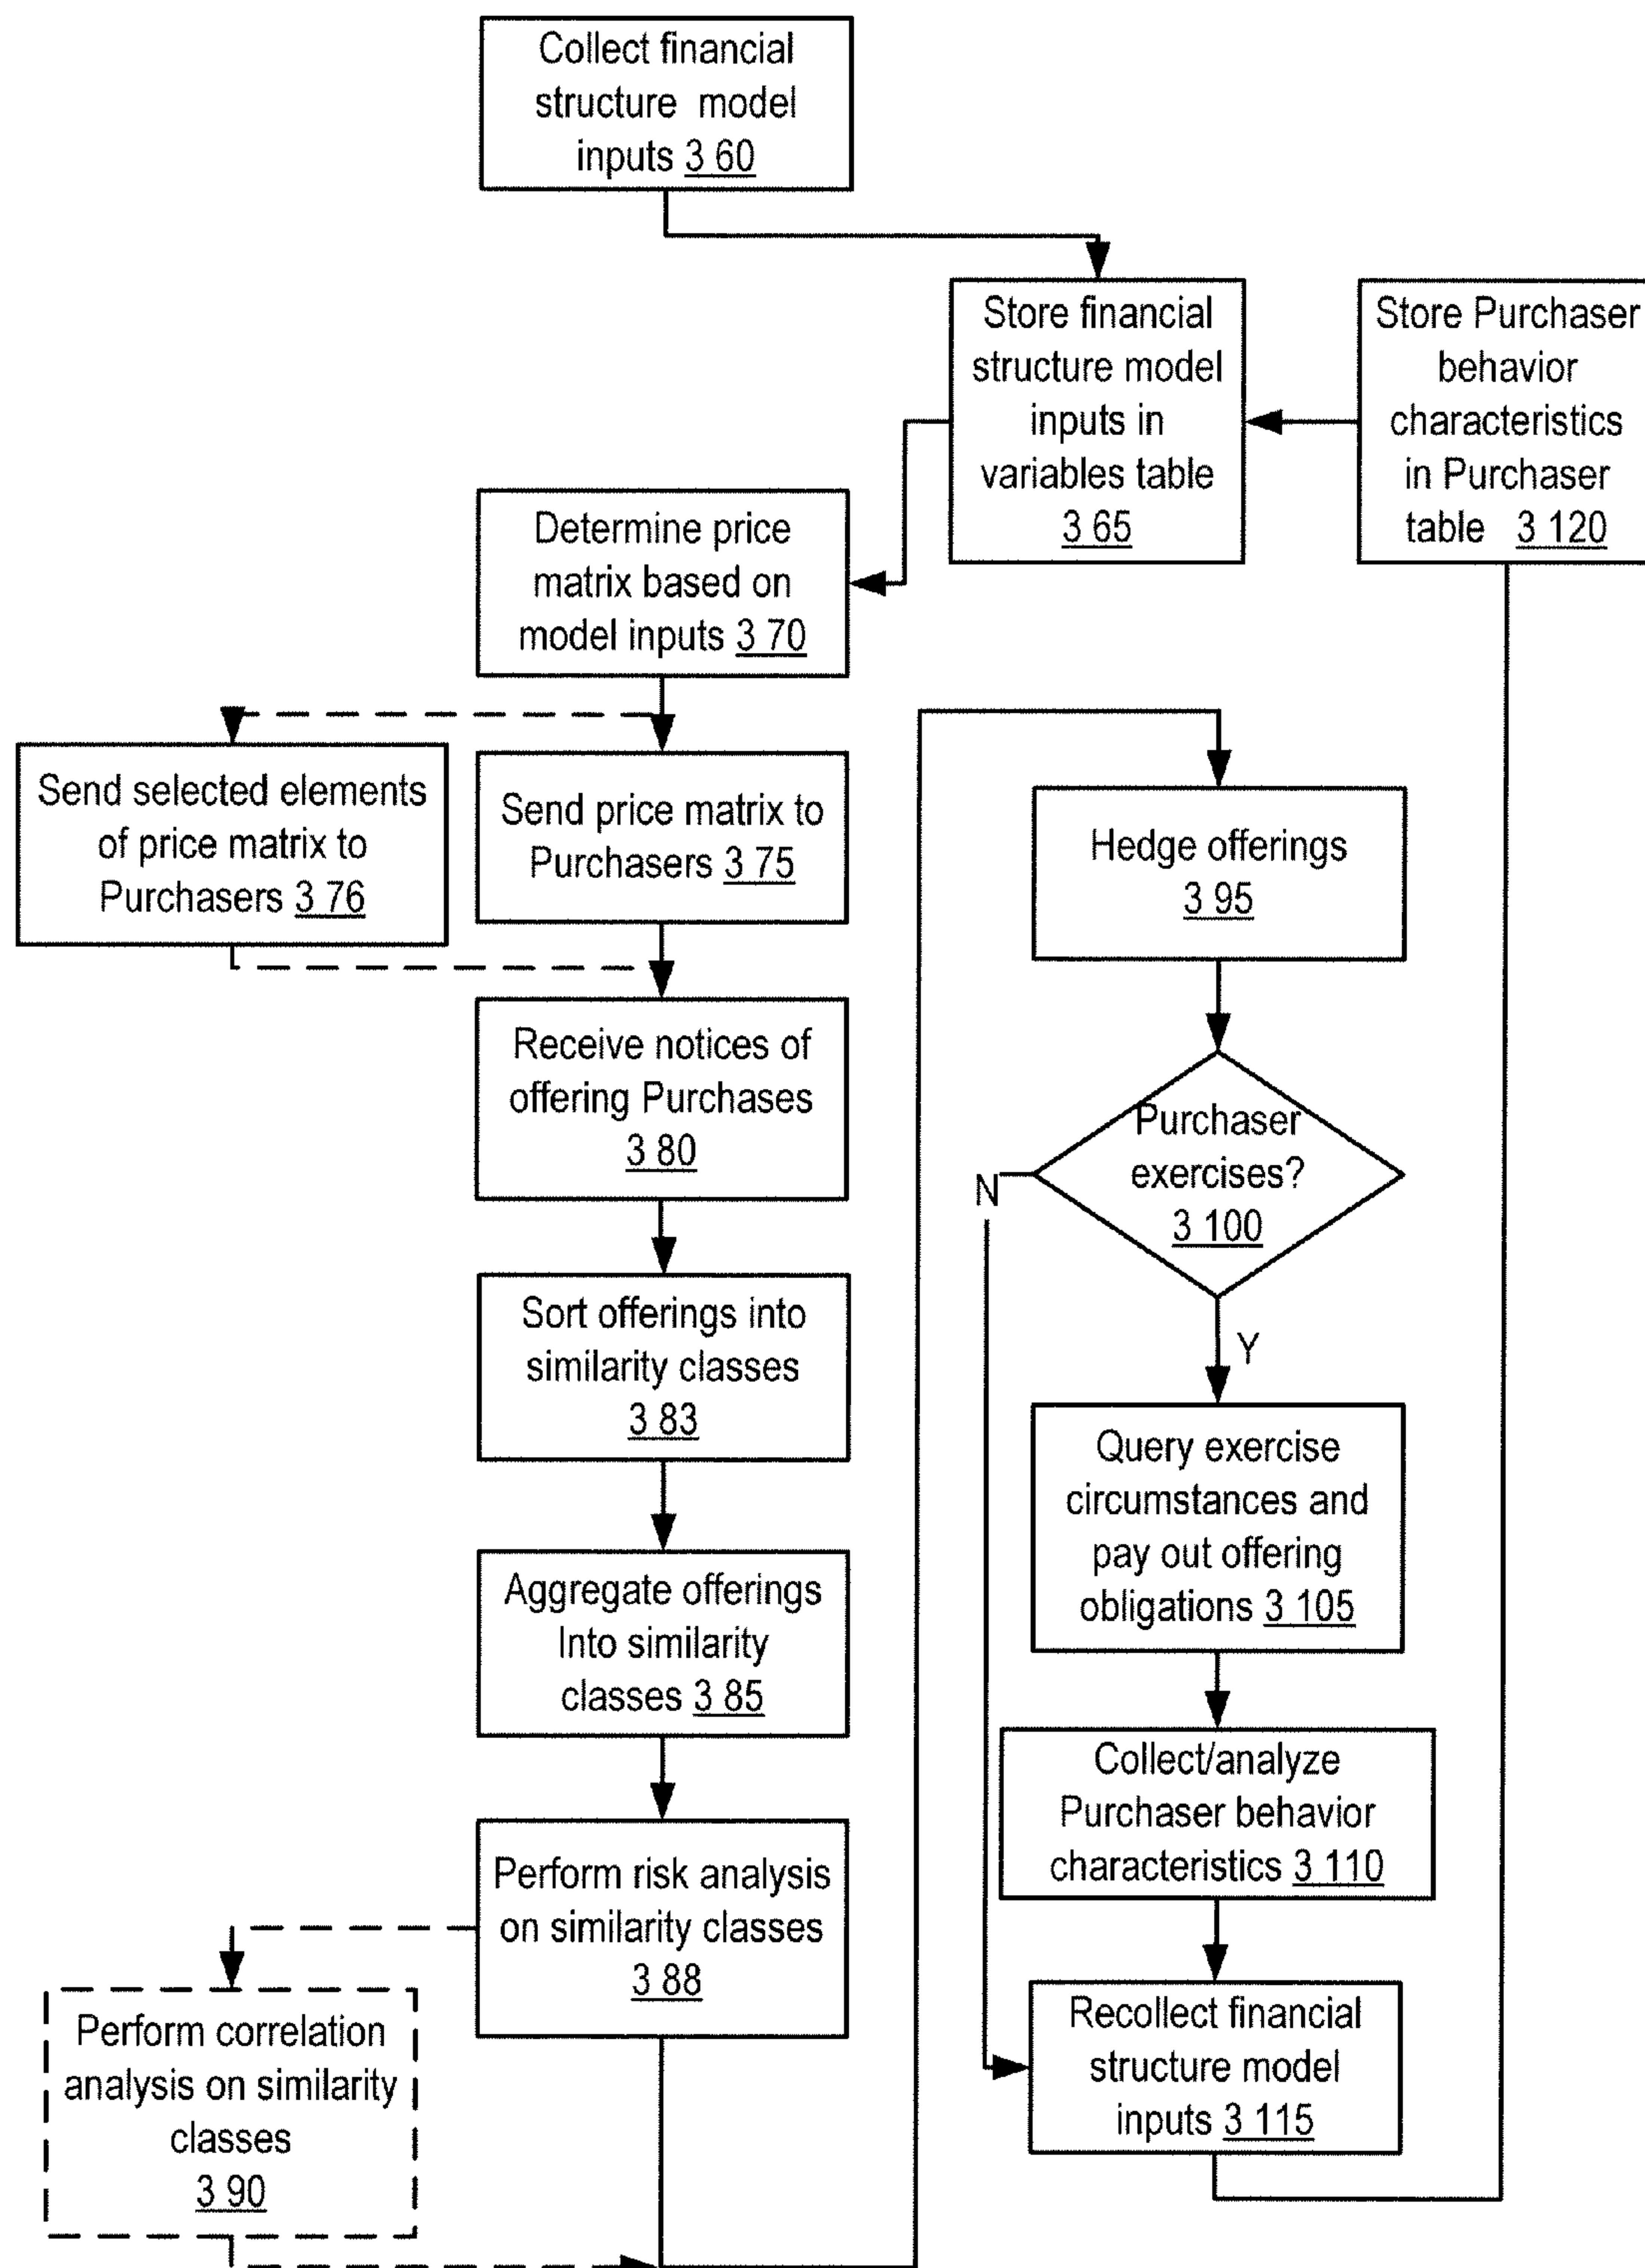 Collect financial
structure model
inputs 3 60
Store financial
structure model
inputs in
variables table
3 65
Store Purchaser
behavior
characteristics
in Purchaser
table 3 120
Determine price
matrix based on
model inputs 3 70
Send selected elements
of price matrix to
Purchasers 3 76
Send price matrix to
Purchasers 3 75
Receive notices of
offering Purchases
3 80
Sort offerings into
similarity classes
3 83
Aggregate offerings
Into similarity
classes 3 85
Perform risk analysis
on similarity classes
3 88
Perform correlation
analysis on similarity
classes
3 90
Hedge offerings
3 95
Purchaser
exercises?
3 100
N
Y
Query exercise
circumstances and
pay out offering
obligations 3 105
Collect/analyze
Purchaser behavior
characteristics 3 110
Recollect financial
structure model
inputs 3 115